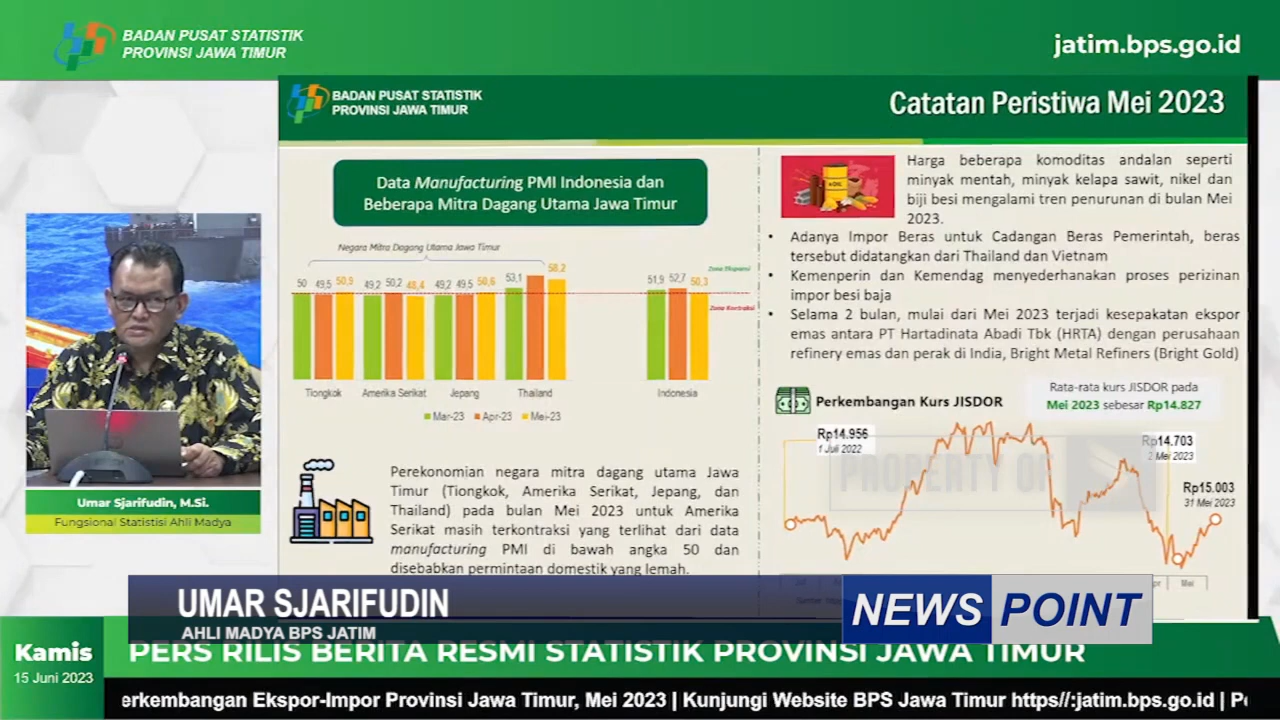 BADAN PUSAT STATISTIK
PROVINSI JAWA TIMUR
jatim.bps.go.id
BADAN PUSAT STATISTIK
PROVINSI JAWA TIMUR
Catatan Peristiwa Mei 2023
Data Manufacturing PMI Indonesia dan
Beberapa Mitra Dagang Utama Jawa Timur
Negara Mitra Dagang Utama Jawa Timur
50 49,5 50,9 49,2 50,2 48,4 49,2 49,5 50,6 53,1 58,2 51,9 52,7 50,3
Zona Ekspansi
Zona Kontraksi
Tiongkok Amerika Serikat Jepang Thailand Indonesia
Mar-23 Apr-23 Mei-23
Perekonomian negara mitra dagang utama Jawa
Timur (Tiongkok, Amerika Serikat, Jepang, dan
Thailand) pada bulan Mei 2023 untuk Amerika
Serikat masih terkontraksi yang terlihat dari data
manufacturing PMI di bawah angka 50 dan
disebabkan permintaan domestik yang lemah.
OIL
Harga beberapa komoditas andalan seperti
minyak mentah, minyak kelapa sawit, nikel dan
biji besi mengalami tren penurunan di bulan Mei
2023.
• Adanya Impor Beras untuk Cadangan Beras Pemerintah, beras
tersebut didatangkan dari Thailand dan Vietnam
• Kemenperin dan Kemendag menyederhanakan proses perizinan
impor besi baja
• Selama 2 bulan, mulai dari Mei 2023 terjadi kesepakatan ekspor
emas antara PT Hartadinata Abadi Tbk (HRTA) dengan perusahaan
refinery emas dan perak di India, Bright Metal Refiners (Bright Gold)
Perkembangan Kurs JISDOR
Rata-rata kurs JISDOR pada
Mei 2023 sebesar Rp14.827
Rp14.956
1 Juli 2022
Rp14.703
2 Mei 2023
Rp15.003
31 Mei 2023
PROPERTY OF
Mei
Umar Sjarifudin, M.Si.
Fungsional Statistisi Ahli Madya
UMAR SJARIFUDIN
AHLI MADYA BPS JATIM
NEWS POINT
Kamis
15 Juni 2023
PERS RILIS BERITA RESMI STATISTIK PROVINSI JAWA TIMUR
erkembangan Ekspor-Impor Provinsi Jawa Timur, Mei 2023 | Kunjungi Website BPS Jawa Timur https//:jatim.bps.go.id |